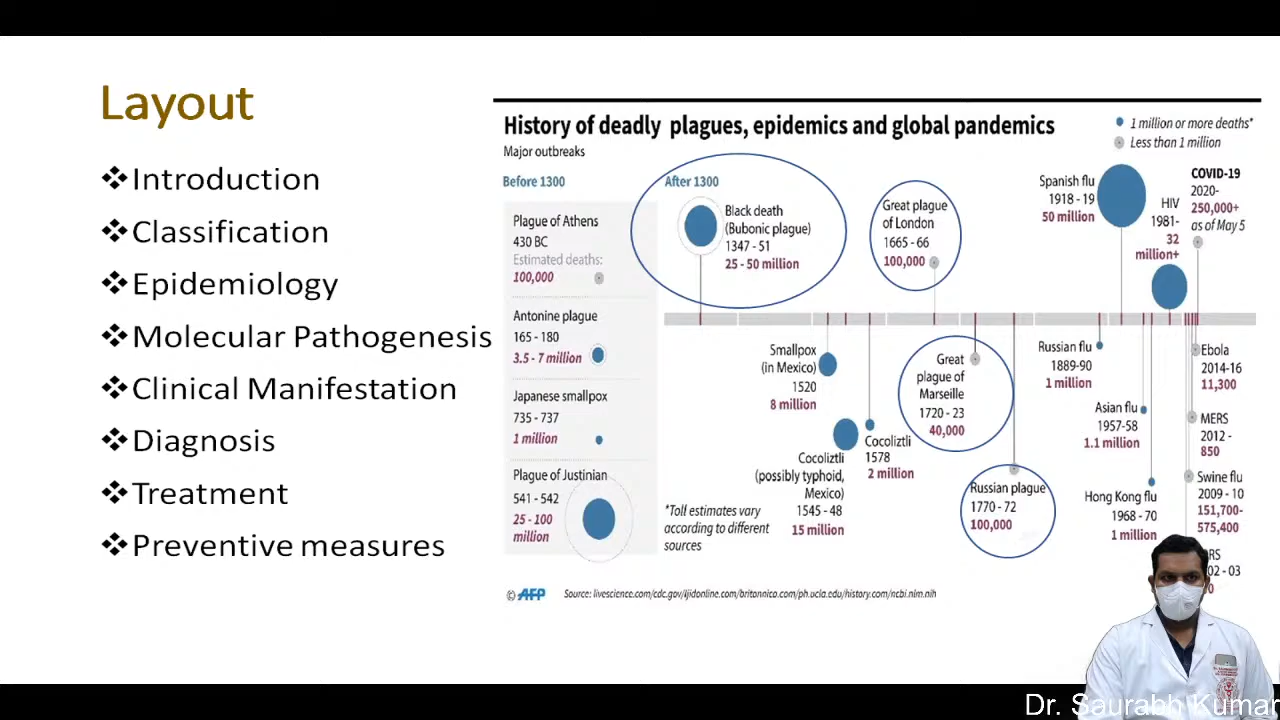 Layout
❖Introduction
❖Classification
❖Epidemiology
❖Molecular Pathogenesis
❖Clinical Manifestation
❖Diagnosis
❖Treatment
❖Preventive measures
History of deadly plagues, epidemics and global pandemics
Major outbreaks
1 million or more deaths*
Less than 1 million
Before 1300
Plague of Athens
430 BC
Estimated deaths:
100,000
Antonine plague
165 - 180
3.5 - 7 million
Japanese smallpox
735 - 737
1 million
Plague of Justinian
541 - 542
25 - 100
million
After 1300
Black death
(Bubonic plague)
1347 - 51
25 - 50 million
Great plague
of London
1665 - 66
100,000
Spanish flu
1918 - 19
50 million
HIV
1981-
32
million+
COVID-19
2020-
250,000+
as of May 5
Smallpox
(in Mexico)
1520
8 million
Cocoliztli
(possibly typhoid,
Mexico)
1545 - 48
15 million
Cocoliztli
1578
2 million
Great
plague of
Marseille
1720 - 23
40,000
Russian plague
1770 - 72
100,000
Russian flu
1889-90
1 million
Asian flu
1957-58
1.1 million
Hong Kong flu
1968 - 70
1 million
Ebola
2014-16
11,300
MERS
2012 -
850
Swine flu
2009 - 10
151,700-
575,400
02 - 03
*Toll estimates vary
according to different
sources
© AFP
Source: livescience.com/cdc.gov/ijidonline.com/britannica.com/ph.ucla.edu/history.com/ncbi.nlm.nih
Dr. Saurabh Kumar